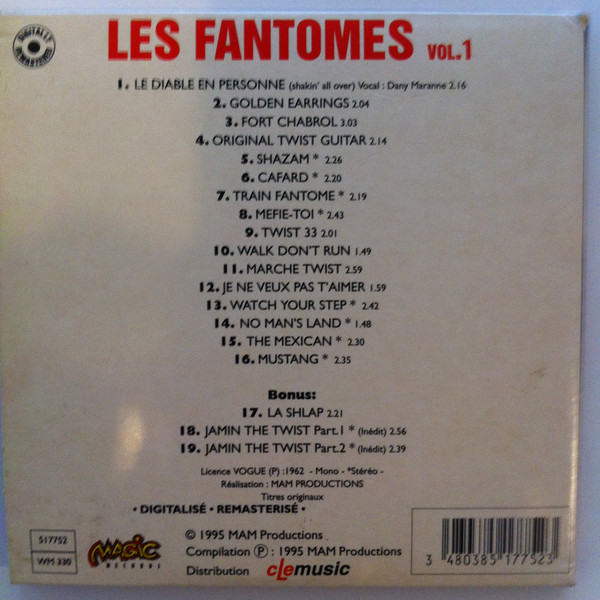 DIGITALLY REMASTERED
LES FANTOMES VOL.1
1. LE DIABLE EN PERSONNE (shakin' all over) Vocal : Dany Maranne 2.16
2. GOLDEN EARRINGS 2.04
3. FORT CHABROL 3.03
4. ORIGINAL TWIST GUITAR 2.14
5. SHAZAM * 2.26
6. CAFARD * 2.20
7. TRAIN FANTOME * 2.19
8. MEFIE-TOI * 2.43
9. TWIST 33 2.01
10. WALK DON'T RUN 1.49
11. MARCHE TWIST 2.59
12. JE NE VEUX PAS T'AIMER 1.59
13. WATCH YOUR STEP * 2.42
14. NO MAN'S LAND * 1.48
15. THE MEXICAN * 2.30
16. MUSTANG * 2.35
Bonus:
17. LA SHLAP 2.21
18. JAMIN THE TWIST Part.1 * (Inédit) 2.56
19. JAMIN THE TWIST Part.2 * (Inédit) 2.39
Licence VOGUE (P) :1962 - Mono - *Stéréo -
Réalisation : MAM PRODUCTIONS
Titres originaux
• DIGITALISÉ • REMASTERISÉ •
517752
WM 330
MAGIC
RECORDS
© 1995 MAM Productions
Compilation Ⓟ : 1995 MAM Productions
Distribution clemusic
3 480385 177523